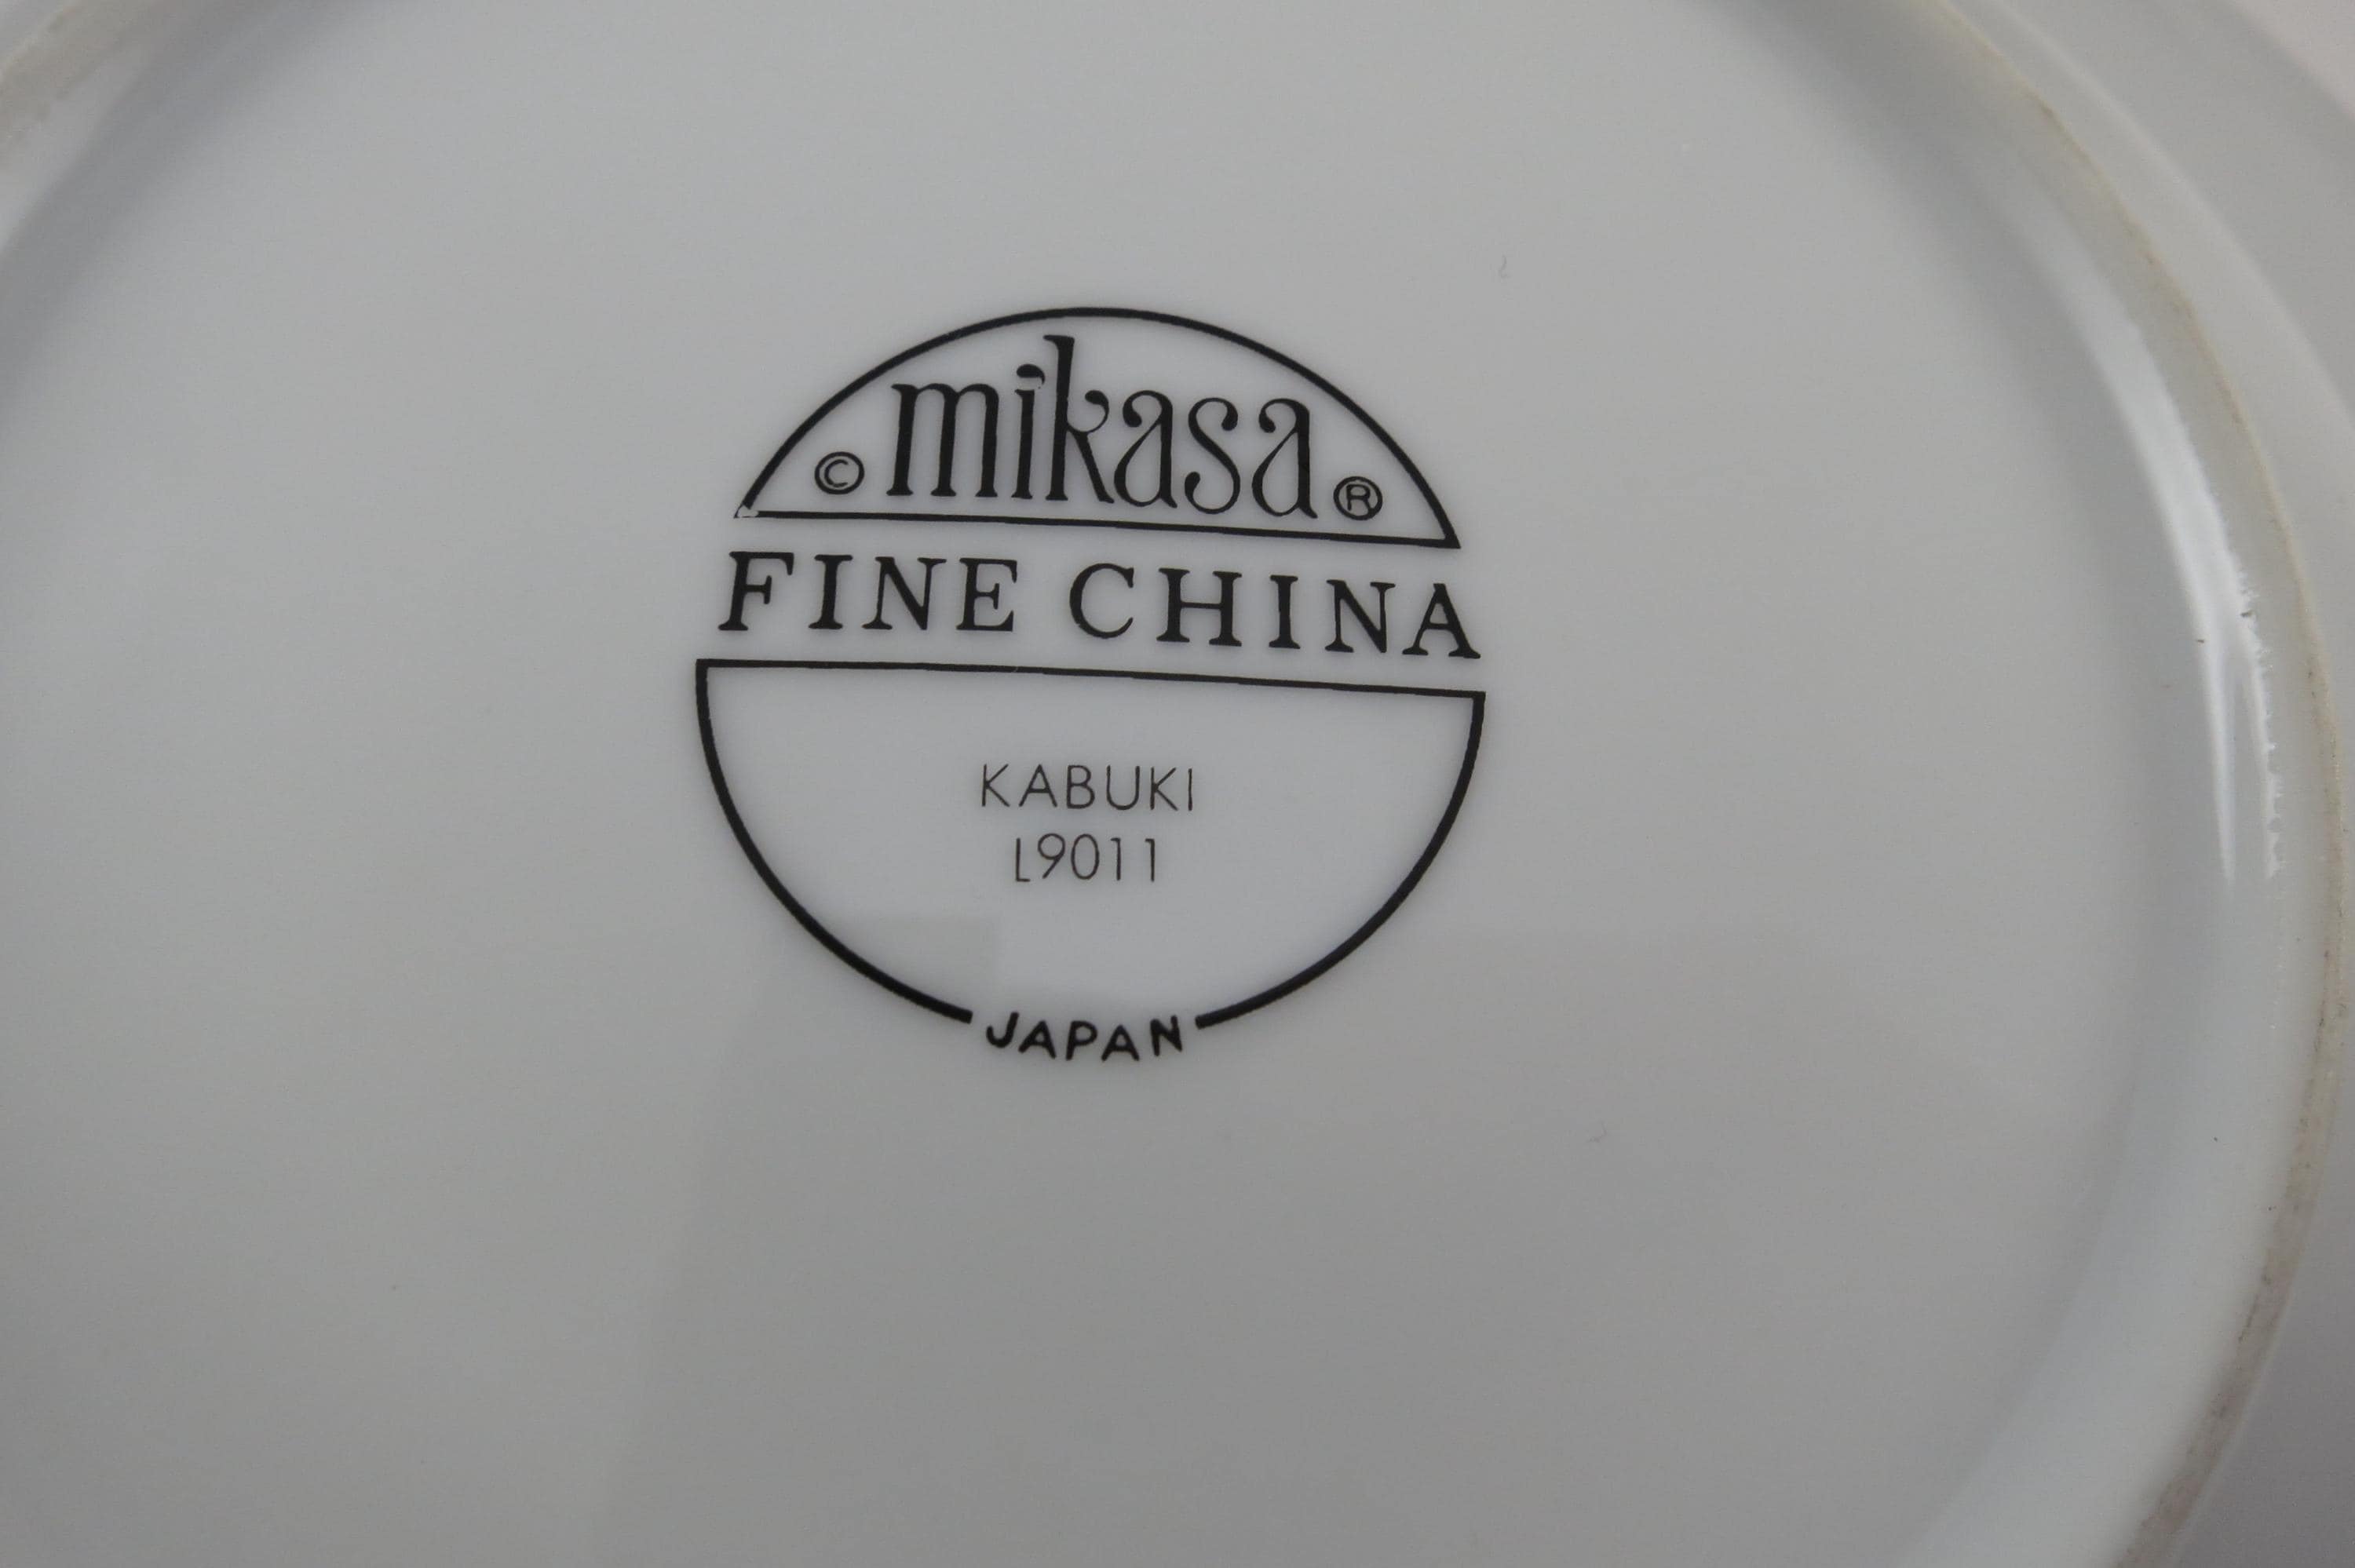 © mikasa ®
FINE CHINA
KABUKI
L9011
JAPAN